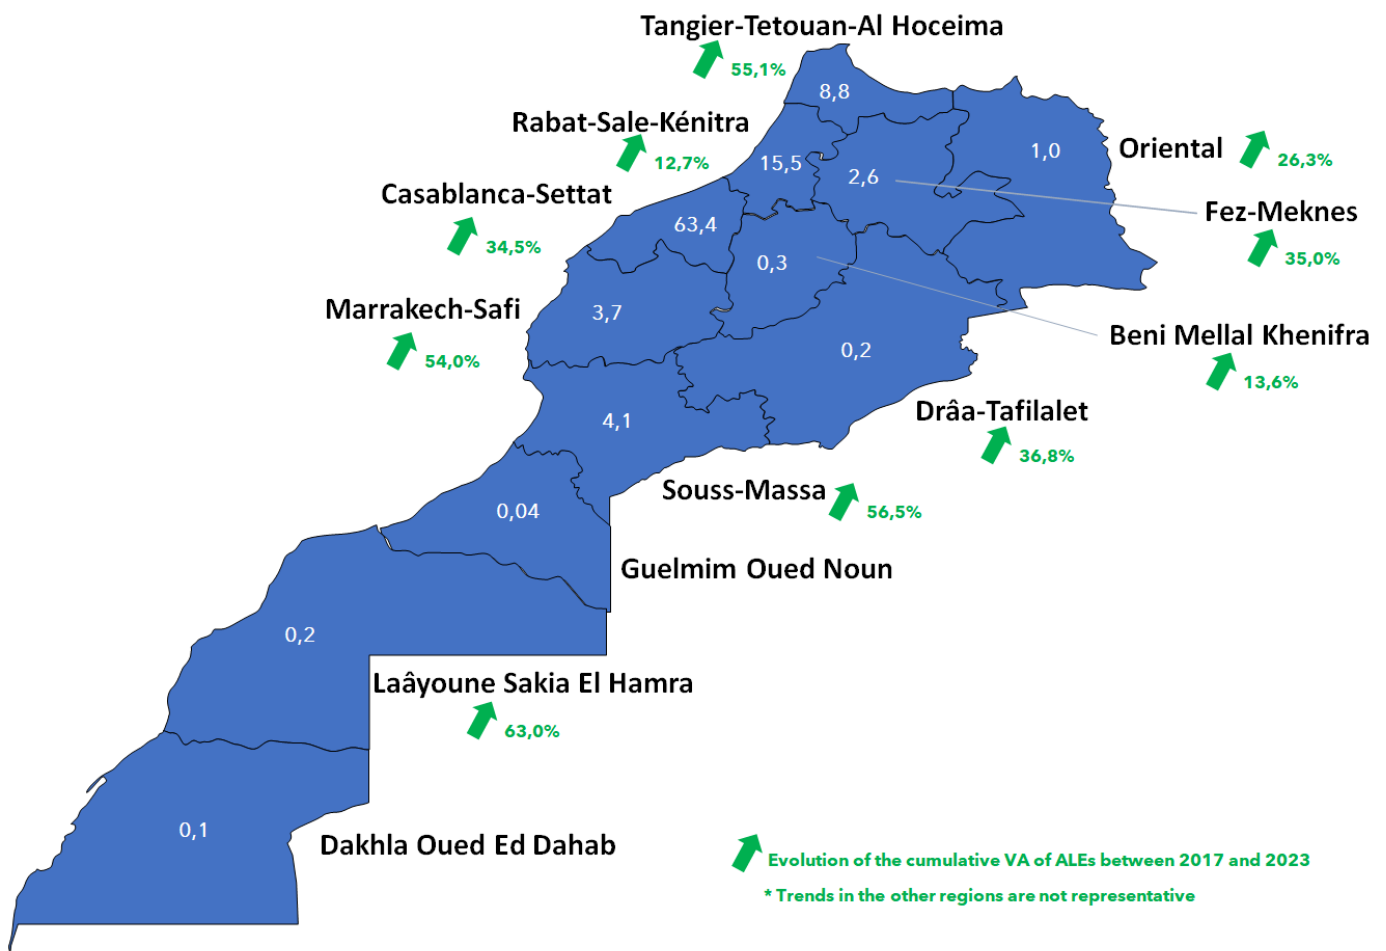 Tangier-Tetouan-Al Hoceima
55,1%
8,8
Rabat-Sale-Kénitra
12,7%
15,5
Oriental
26,3%
1,0
2,6
Fez-Meknes
35,0%
Casablanca-Settat
34,5%
63,4
0,3
Beni Mellal Khenifra
13,6%
Marrakech-Safi
54,0%
3,7
0,2
Drâa-Tafilalet
36,8%
4,1
Souss-Massa
56,5%
0,04
Guelmim Oued Noun
0,2
Laâyoune Sakia El Hamra
63,0%
0,1
Dakhla Oued Ed Dahab
Evolution of the cumulative VA of ALEs between 2017 and 2023
* Trends in the other regions are not representative